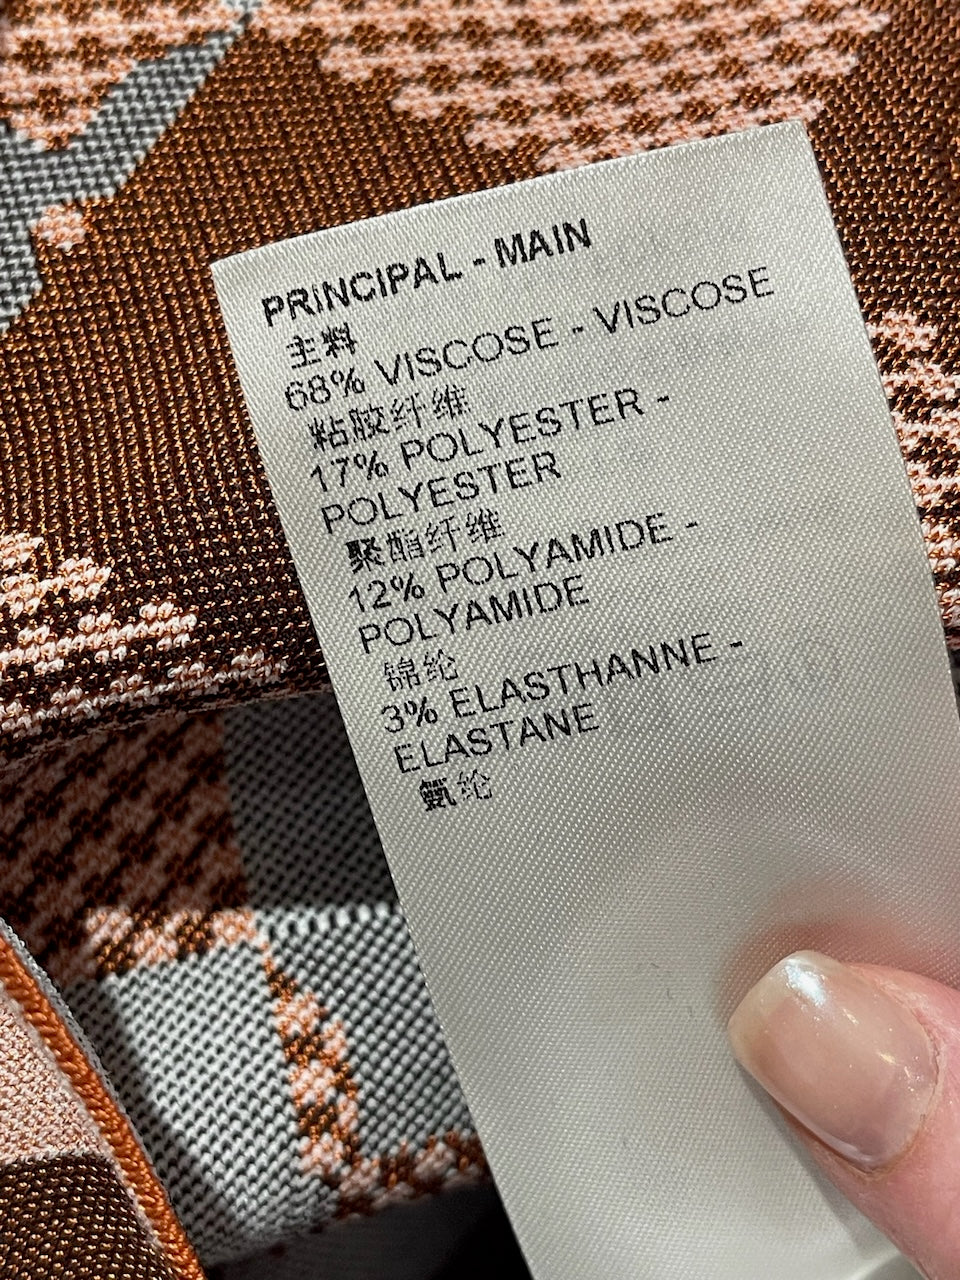 PRINCIPAL - MAIN
主料
68% VISCOSE - VISCOSE
粘胶纤维
17% POLYESTER -
POLYESTER
聚酯纤维
12% POLYAMIDE -
POLYAMIDE
锦纶
3% ELASTHANNE -
ELASTANE
氨纶